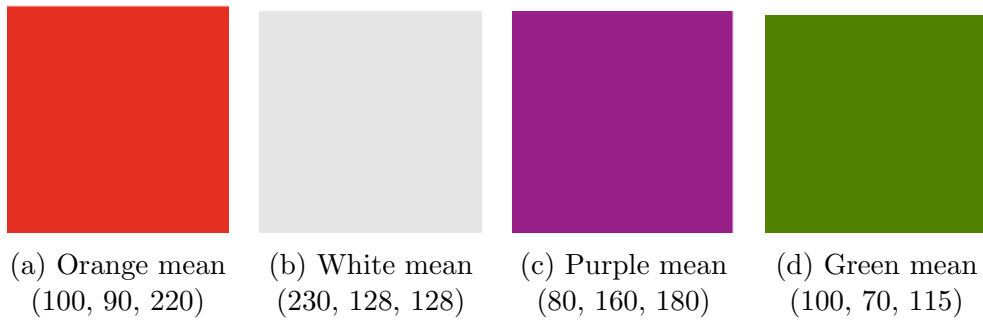 (a) Orange mean
(100, 90, 220)
(b) White mean
(230, 128, 128)
(c) Purple mean
(80, 160, 180)
(d) Green mean
(100, 70, 115)